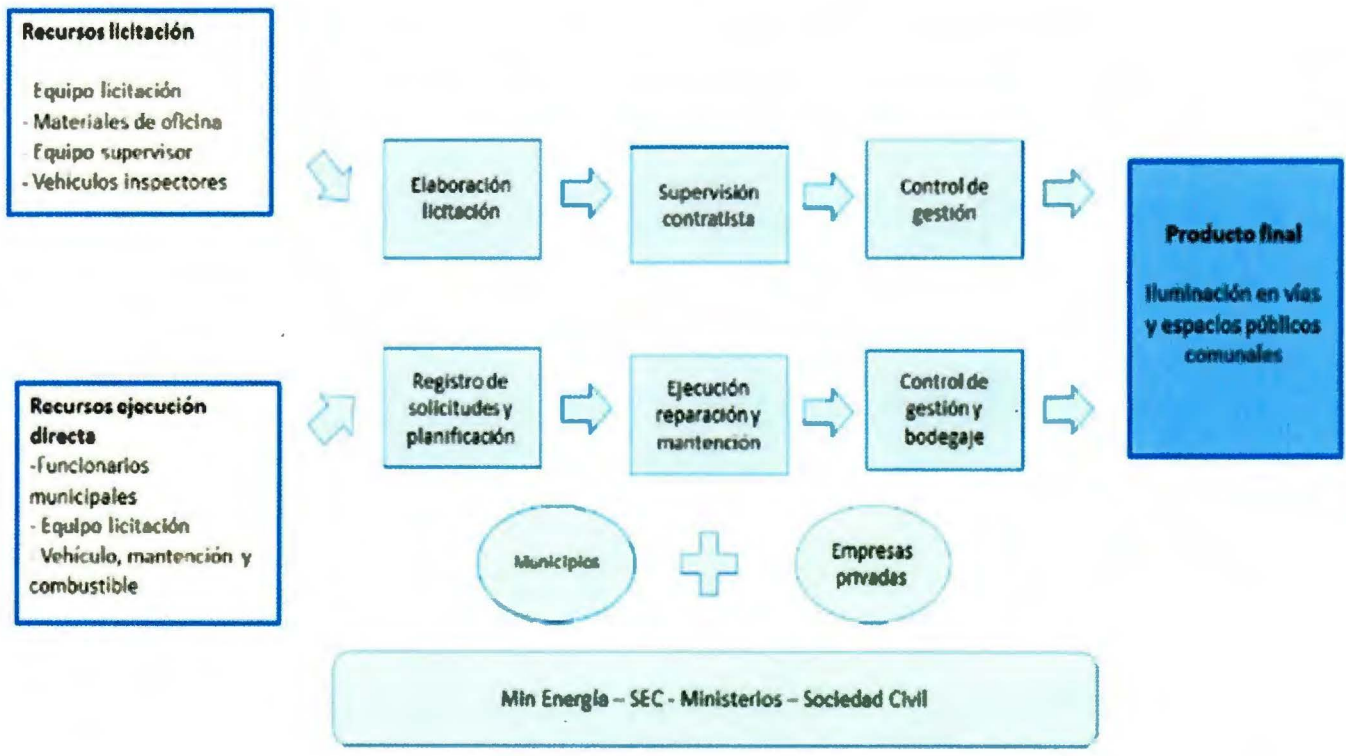 Recursos licitación
Equipo licitación
- Materiales de oficina
Equipo supervisor
- Vehículos inspectores
Elaboración
licitación
Supervisión
contratista
Control de
gestión
Producto final
Iluminación en vías
y espacios públicos
comunales
Recursos ejecución
directa
-Funcionarios
municipales
- Equipo licitación
Vehículo, mantención y
combustible
Registro de
solicitudes y
planificación
Ejecución
reparación y
mantención
Control de
gestión y
bodegaje
Municipios
Empresas
privadas
Min Energía – SEC - Ministerios – Sociedad Civil